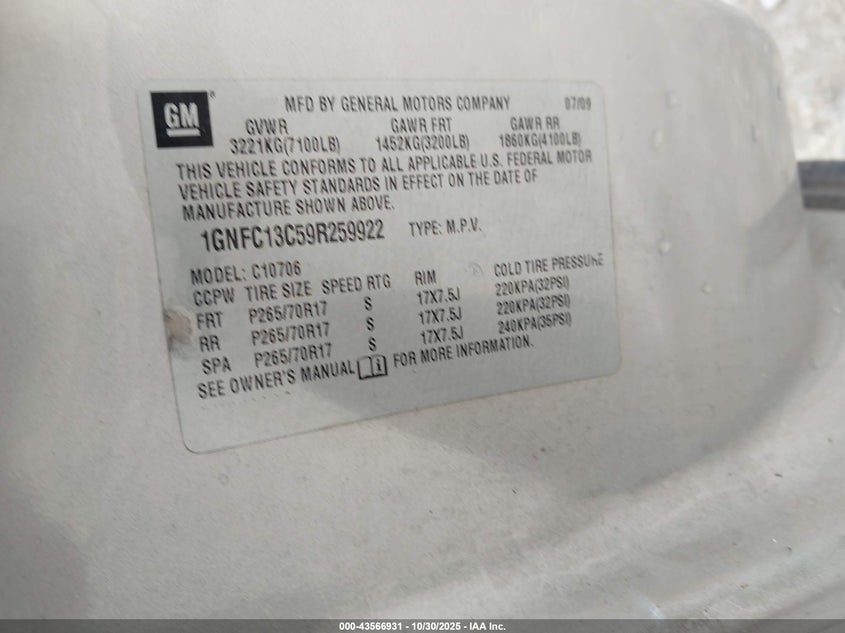 GM ®
MFD BY GENERAL MOTORS COMPANY 07/09
GVWR GAWR FRT GAWR RR
3221KG(7100LB) 1452KG(3200LB) 1860KG(4100LB)
THIS VEHICLE CONFORMS TO ALL APPLICABLE U.S. FEDERAL MOTOR
VEHICLE SAFETY STANDARDS IN EFFECT ON THE DATE OF
MANUFACTURE SHOWN ABOVE.
1GNFC13C59R259922 TYPE: M.P.V.
MODEL: C10706
CCPW TIRE SIZE SPEED RTG RIM COLD TIRE PRESSURE
FRT P265/70R17 S 17X7.5J 220KPA(32PSI)
RR P265/70R17 S 17X7.5J 220KPA(32PSI)
SPA P265/70R17 S 17X7.5J 240KPA(35PSI)
SEE OWNER'S MANUAL FOR MORE INFORMATION.
000-43566931 - 10/30/2025 - IAA Inc.